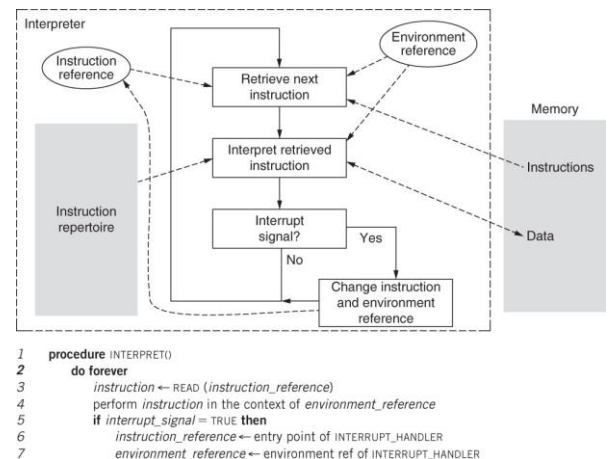 Interpreter
Environment
reference
Instruction
reference
Retrieve next
instruction
Memory
Interpret retrieved
instruction
Instructions
Instruction
repertoire
Interrupt
signal?
Yes
Data
No
Change instruction
and environment
reference
1 procedure INTERPRET()
2 do forever
3 instruction ← READ (instruction_reference)
4 perform instruction in the context of environment_reference
5 if interrupt_signal = TRUE then
6 instruction_reference ← entry point of INTERRUPT_HANDLER
7 environment_reference ← environment ref of INTERRUPT_HANDLER